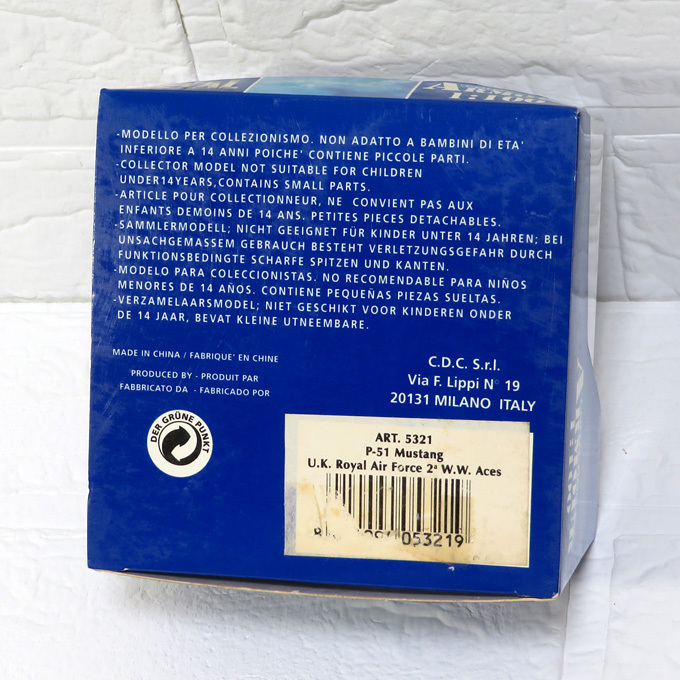 1:100
-MODELLO PER COLLEZIONISMO. NON ADATTO A BAMBINI DI ETA'
INFERIORE A 14 ANNI POICHE' CONTIENE PICCOLE PARTI.
-COLLECTOR MODEL NOT SUITABLE FOR CHILDREN
UNDER14YEARS,CONTAINS SMALL PARTS.
-ARTICLE POUR COLLECTIONNEUR, NE CONVIENT PAS AUX
ENFANTS DEMOINS DE 14 ANS. PETITES PIECES DETACHABLES.
-SAMMLERMODELL; NICHT GEEIGNET FÜR KINDER UNTER 14 JAHREN; BEI
UNSACHGEMASSEM GEBRAUCH BESTEHT VERLETZUNGSGEFAHR DURCH
FUNKTIONSBEDINGTE SCHARFE SPITZEN UND KANTEN.
-MODELO PARA COLECCIONISTAS. NO RECOMENDABLE PARA NIÑOS
MENORES DE 14 AÑOS. CONTIENE PEQUEÑAS PIEZAS SUELTAS.
-VERZAMELAARSMODEL; NIET GESCHIKT VOOR KINDEREN ONDER
DE 14 JAAR, BEVAT KLEINE UTNEEMBARE.
MADE IN CHINA / FABRIQUE' EN CHINE
PRODUCED BY - PRODUIT PAR
FABBRICATO DA - FABRICADO POR
C.D.C. S.r.l.
Via F. Lippi N° 19
20131 MILANO ITALY
DER GRÜNE PUNKT
ART. 5321
P-51 Mustang
U.K. Royal Air Force 2ª W.W. Aces
053219